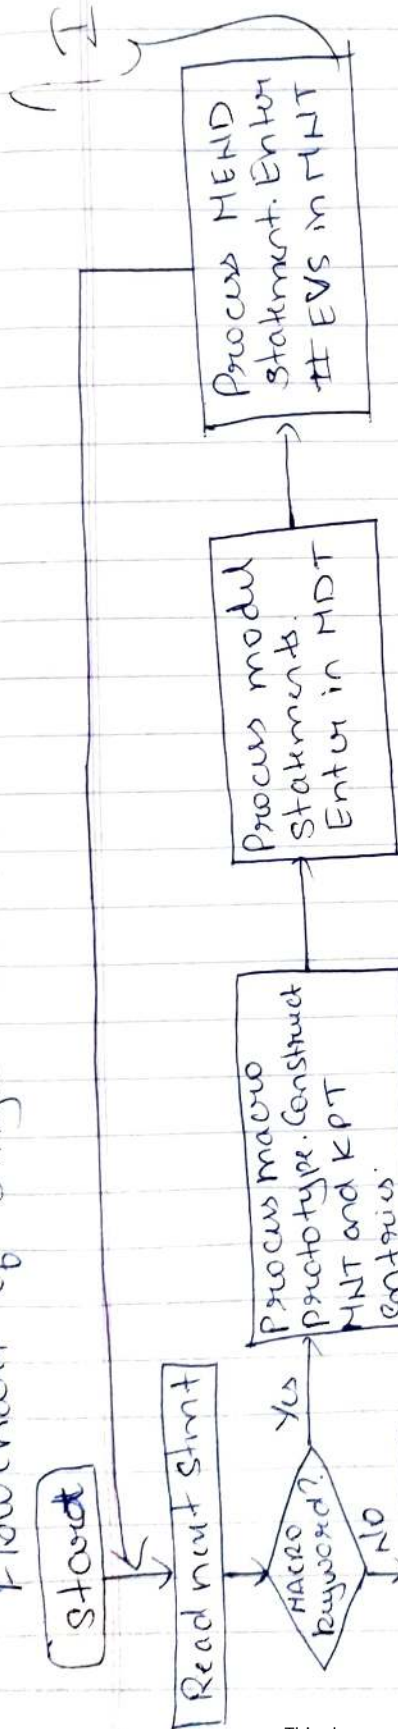 Start
Read next Stmt
MACRO
keyword?
Yes
NO
Process macro
prototype. Construct
MNT and KPT
entries.
Process model
Statements.
Enter in MDT
Process MEND
Statement. Enter
# EVS in MNT
I